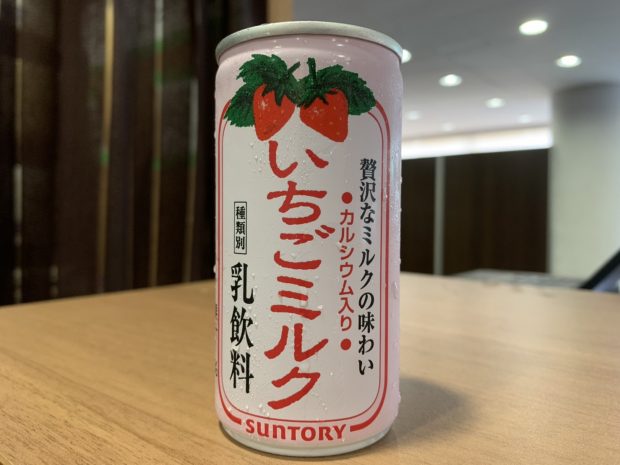 贅沢なミルクの味わい
•カルシウム入り•
いちごミルク
種類別
乳飲料
SUNTORY